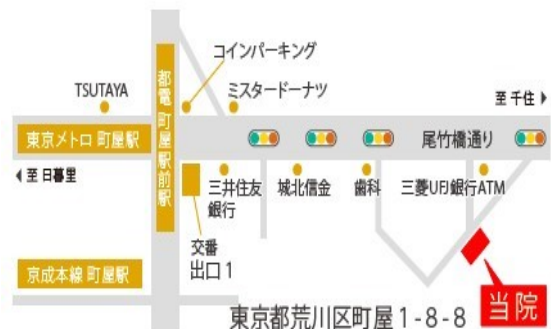 コインパーキング
TSUTAYA
ミスタードーナツ
至 千住 ▶
東京メトロ 町屋駅
都電 町屋駅前駅
尾竹橋通り
◀ 至 日暮里
三井住友
銀行
城北信金
歯科
三菱UFJ銀行ATM
交番
出口 1
京成本線 町屋駅
東京都荒川区町屋 1 - 8 - 8
当院